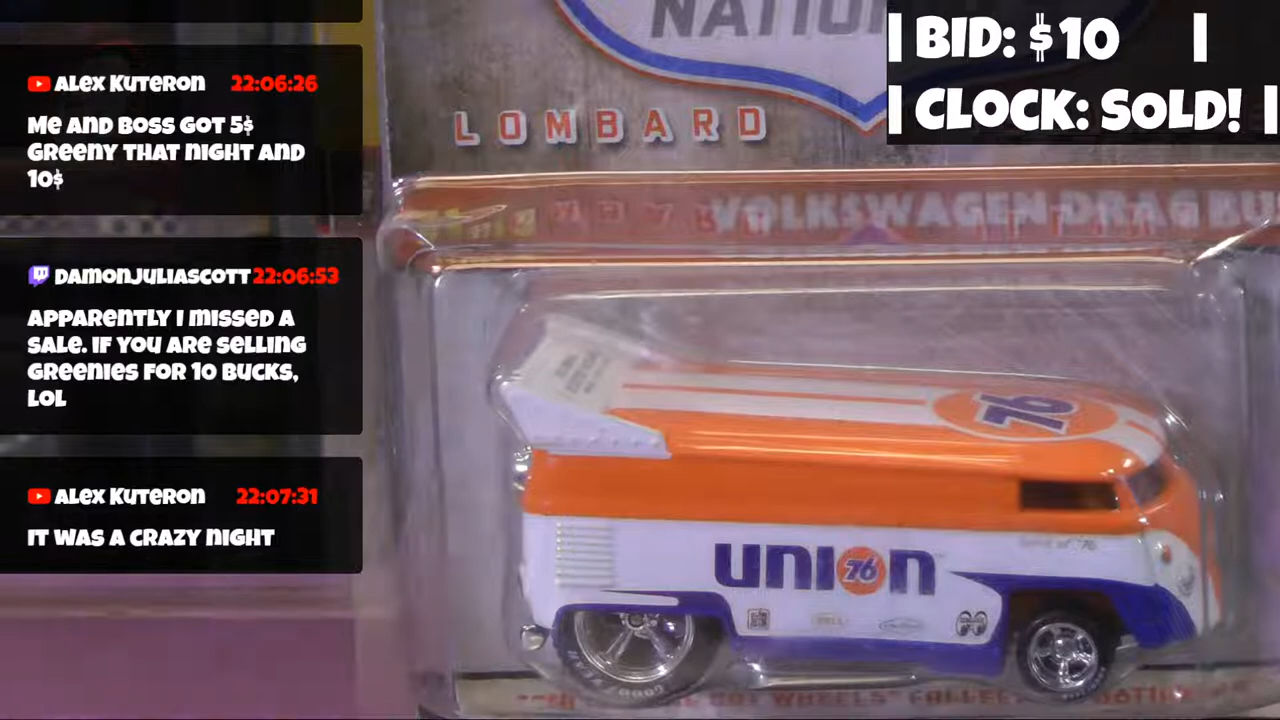 Alex Kuteron 22:06:26
Me and Boss got 5$
Greeny that night and
10$
damonjuliascott 22:06:53
Apparently I missed a
sale. If you are selling
greenies for 10 bucks,
lol
Alex Kuteron 22:07:31
It was a crazy night
| BID: $10 |
| CLOCK: SOLD! |
NATION
LOMBARD
VOLKSWAGEN DRAG BU
76
union
76